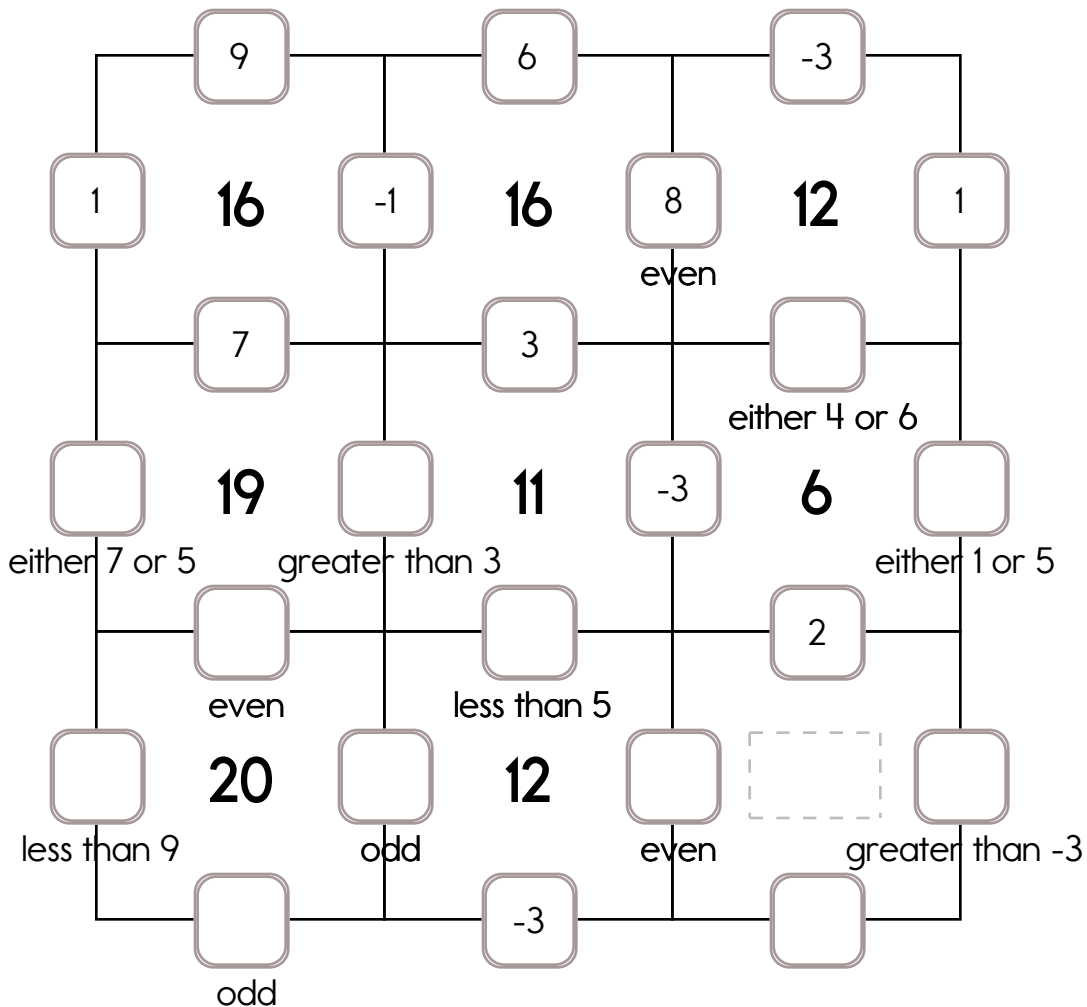 9 6 -3
1 16 -1 16 8 12 1
even
7 3
either 4 or 6
19 11 -3 6
either 7 or 5 greater than 3 either 1 or 5
2
even less than 5
20 12
less than 9 odd even greater than -3
-3
odd